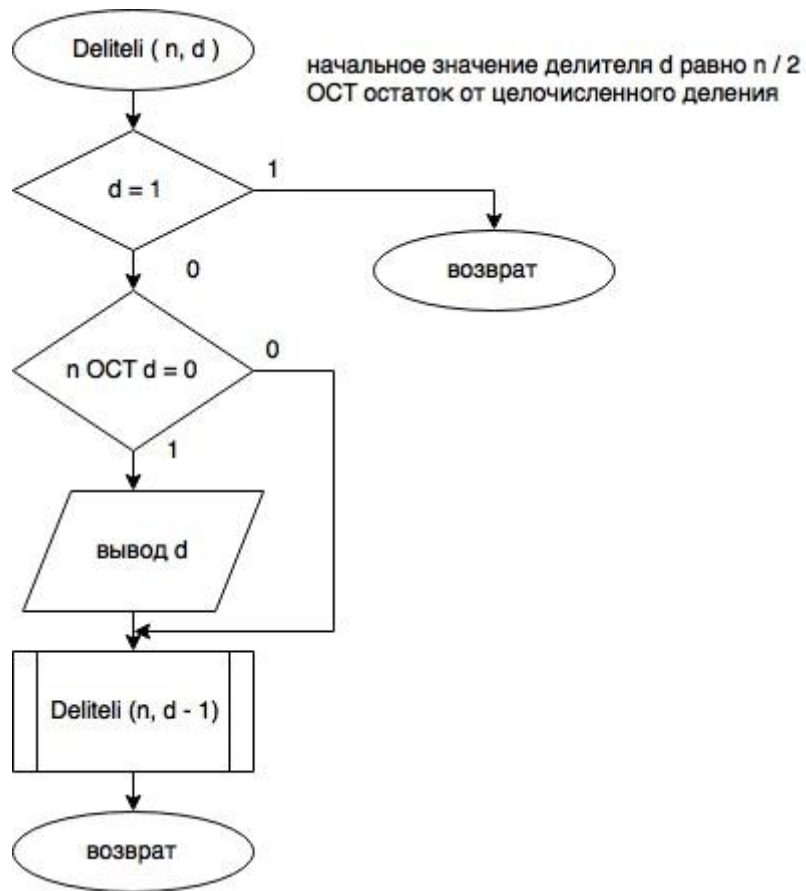 Deliteli ( n, d )
начальное значение делителя d равно n / 2
ОСТ остаток от целочисленного деления
d = 1
1
0
возврат
n ОСТ d = 0
0
1
вывод d
Deliteli (n, d - 1)
возврат